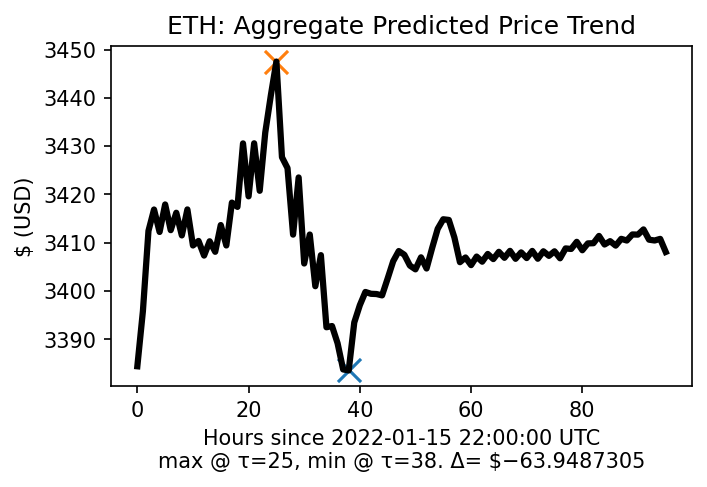 ETH: Aggregate Predicted Price Trend
3450
3440
3430
3420
3410
3400
3390
$ (USD)
0 20 40 60 80
Hours since 2022-01-15 22:00:00 UTC
max @ τ=25, min @ τ=38. Δ= $−63.9487305